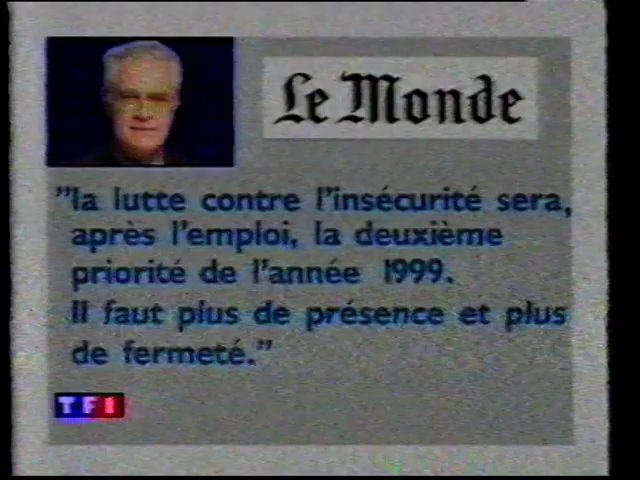 Le Monde
"la lutte contre l'insécurité sera,
après l'emploi, la deuxième
priorité de l'année 1999.
Il faut plus de présence et plus
de fermeté."
TF1